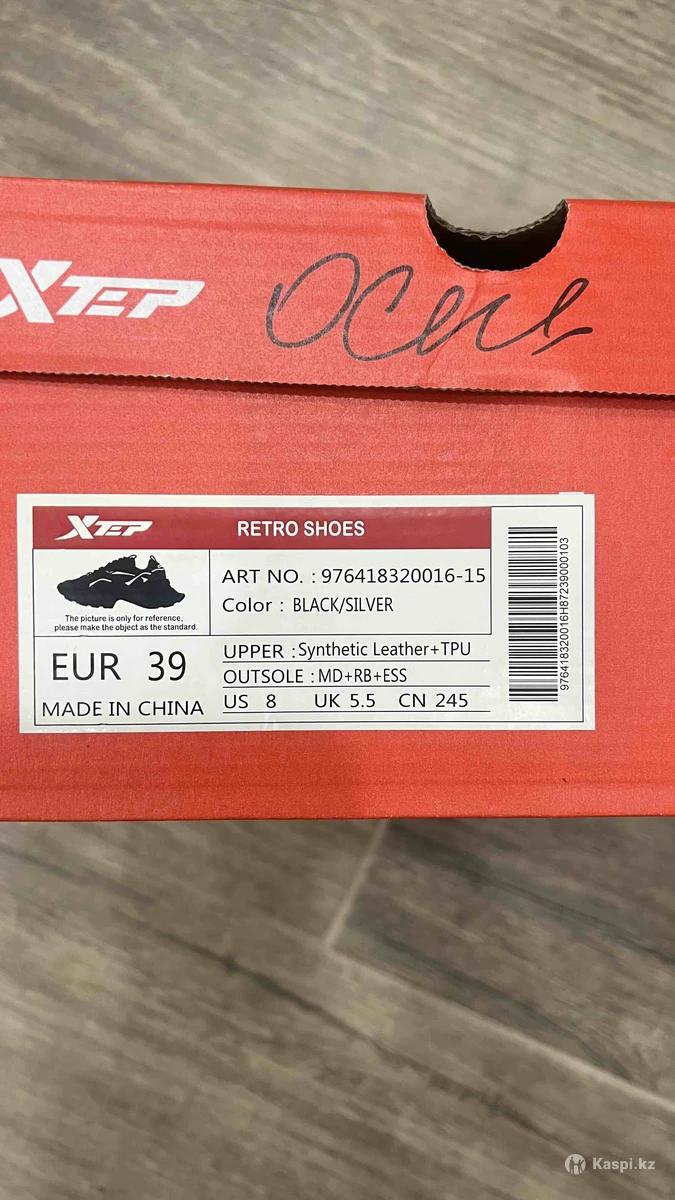 XTEP
Осень
XTEP RETRO SHOES
The picture is only for reference,
please make the object as the standard.
ART NO. : 976418320016-15
Color : BLACK/SILVER
EUR 39
MADE IN CHINA
UPPER : Synthetic Leather+TPU
OUTSOLE : MD+RB+ESS
US 8 UK 5.5 CN 245
976418320016H87239000103
Kaspi.kz